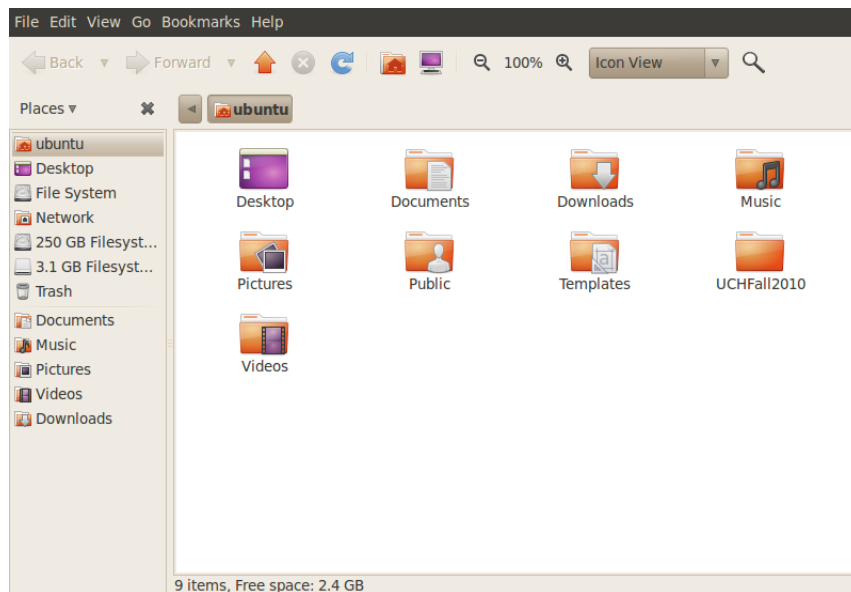 File Edit View Go Bookmarks Help
Back Forward 100% Icon View
Places ubuntu
ubuntu
Desktop
File System
Network
250 GB Filesyst...
3.1 GB Filesyst...
Trash
Documents
Music
Pictures
Videos
Downloads
Desktop Documents Downloads Music
Pictures Public Templates UCHFall2010
Videos
9 items, Free space: 2.4 GB